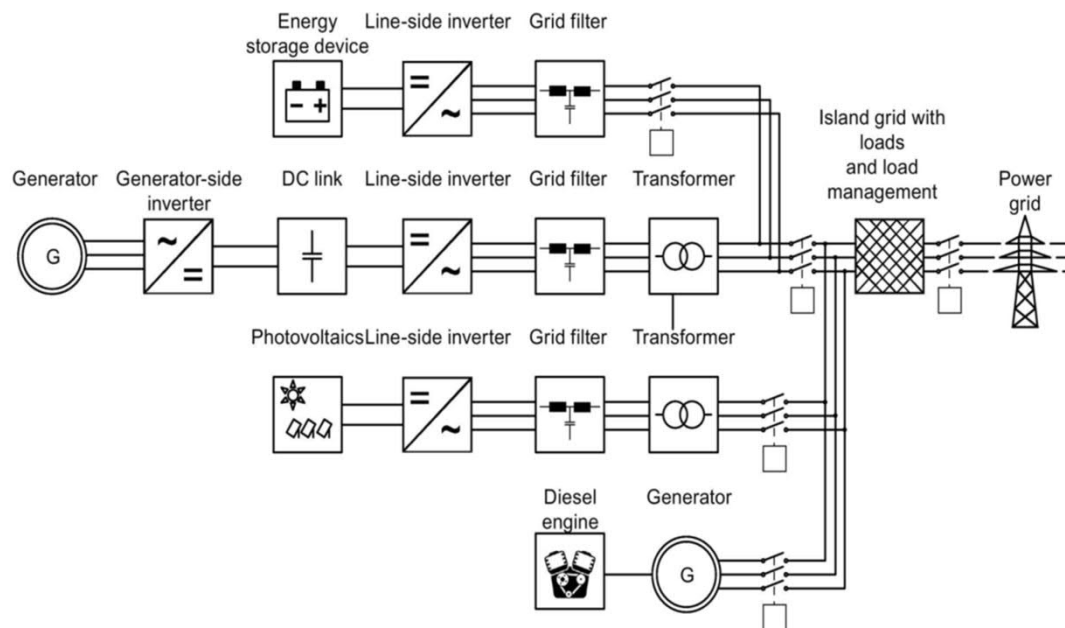 Energy
storage device
Line-side inverter
Grid filter
Island grid with
loads
and load
management
Power
grid
Generator
Generator-side
inverter
DC link
Line-side inverter
Grid filter
Transformer
G
Photovoltaics
Line-side inverter
Grid filter
Transformer
Diesel
engine
Generator
G